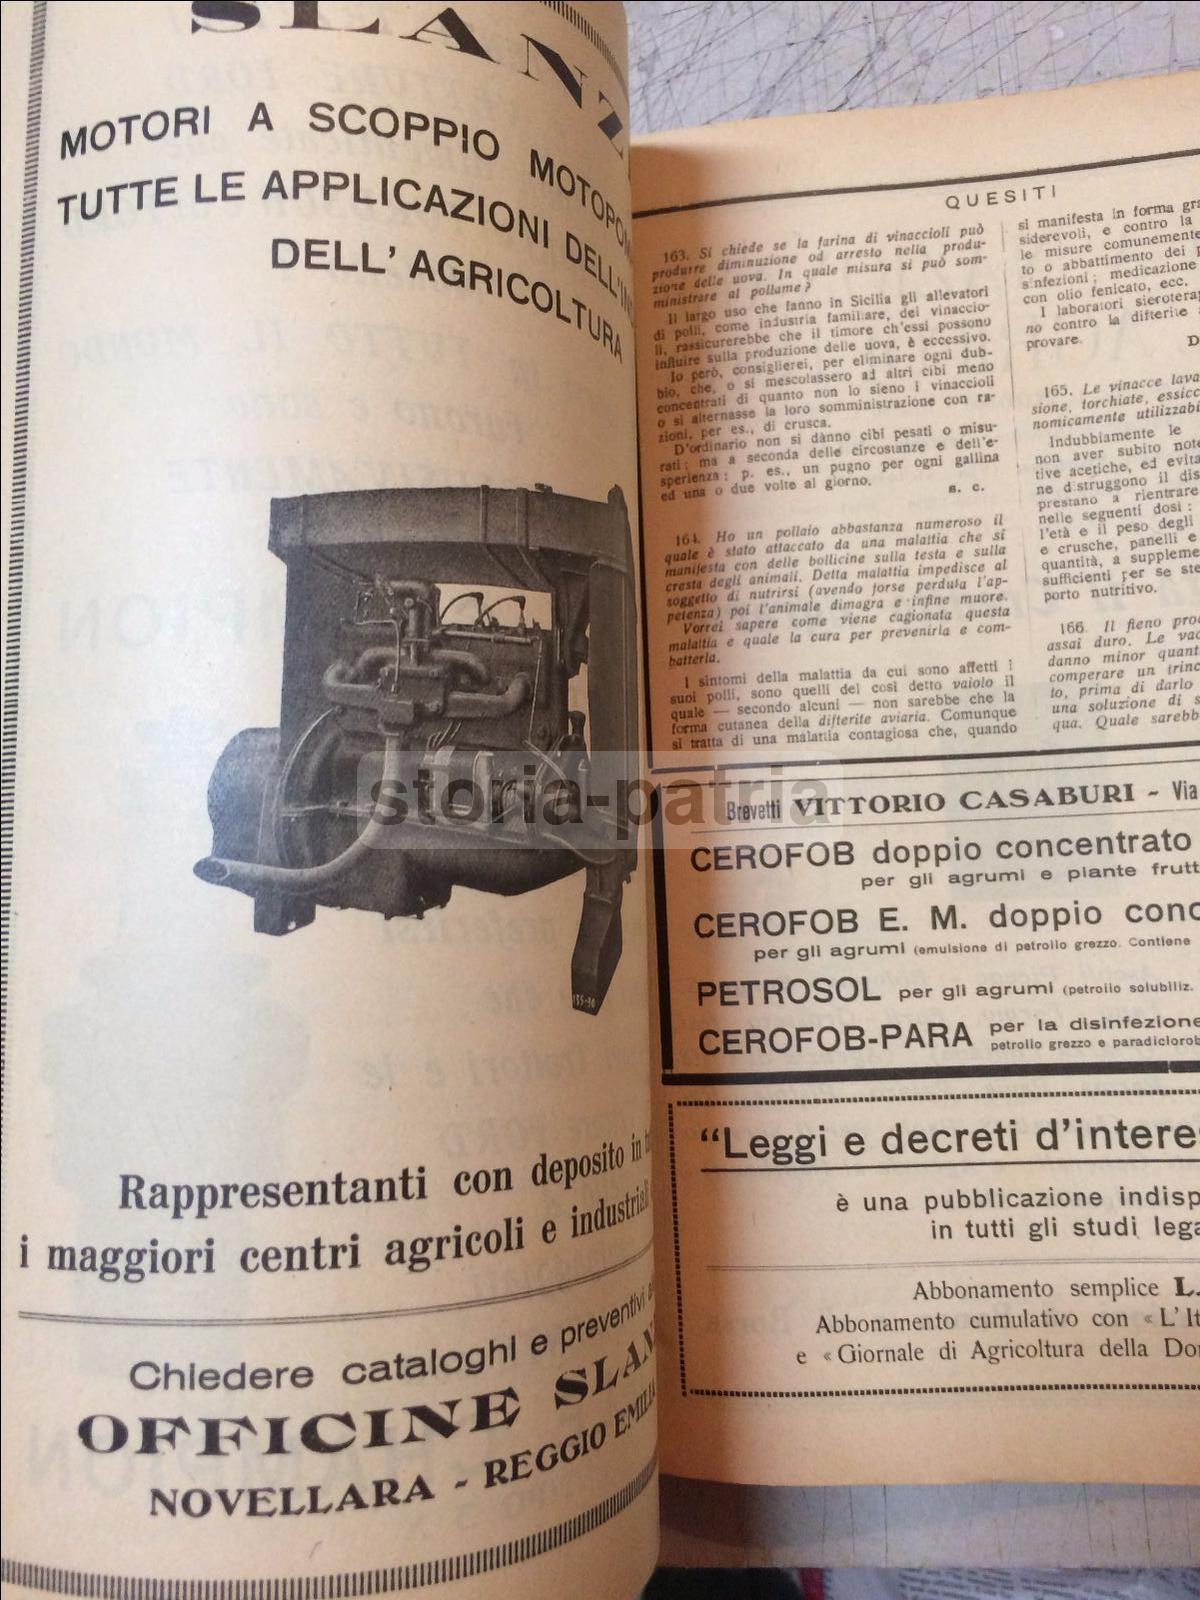 SLANZ
MOTORI A SCOPPIO
TUTTE LE APPLICAZIONI
DELL' AGRICOLTURA
135-90
Rappresentanti con deposito in
i maggiori centri agricoli e industriali
Chiedere cataloghi e preventivi
OFFICINE SLAN
NOVELLARA - REGGIO EMILIA
QUESITI
163. Si chiede se la farina di vinaccioli può
produrre diminuzione od arresto nella produ-
zione delle uova. In quale misura si può som-
ministrare al pollame?
Il largo uso che fanno in Sicilia gli allevatori
di polli, come industria familiare, dei vinaccio-
li, rassicurerebbe che il timore ch'essi possono
influire sulla produzione delle uova, è eccessivo.
Io però, consiglierei, per eliminare ogni dub-
bio, che, o si mescolassero ad altri cibi meno
concentrati di quanto non lo sieno i vinaccioli
o si alternasse la loro somministrazione con ra-
zioni, per es., di crusca.
D'ordinario non si dànno cibi pesati o misu-
rati; ma a seconda delle circostanze e dell'e-
sperienza; p. es., un pugno per ogni gallina
ed una o due volte al giorno.
s. c.
164. Ho un pollaio abbastanza numeroso il
quale è stato attaccato da una malattia che si
manifesta con delle bollicine sulla testa e sulla
cresta degli animali. Detta malattia impedisce al
soggetto di nutrirsi (avendo forse perduta l'ap-
petenza) poi l'animale dimagra e infine muore.
Vorrei sapere come viene cagionata questa
malattia e quale la cura per prevenirla e com-
batterla.
I sintomi della malattia da cui sono affetti i
suoi polli, sono quelli del così detto vaiolo il
quale — secondo alcuni — non sarebbe che la
forma cutanea della difterite aviaria. Comunque
si tratta di una malattia contagiosa che, quando
si manifesta in forma
siderevoli, e contro la
le misure comunemente
to o abbattimento dei
sinfezioni; medicazione
con olio fenicato, ecc.
I laboratori sieroterap
no contro la difterite
provare.
D
165. Le vinacce lava
sione, torchiate, essicc
nomicamente utilizzabi
Indubbiamente le
non aver subito note
tive acetiche, ed evita
ne distruggono il dis
prestano a rientrare
nelle seguenti dosi:
l'età e il peso degli
e crusche, panelli e
quantità, a suppleme
sufficienti per se ste
porto nutritivo.
166. Il fieno prod
assai duro. Le vac
danno minor quant
comperare un trinc
to, prima di darlo
una soluzione di s
qua. Quale sarebb
storia-patria
Brevetti VITTORIO CASABURI - Via
CEROFOB doppio concentrato
per gli agrumi e piante frutt
CEROFOB E. M. doppio conc
per gli agrumi (emulsione di petrolio grezzo. Contiene
PETROSOL per gli agrumi (petrolio solubiliz.
CEROFOB-PARA per la disinfezione
petrolio grezzo e paradiclorob
“Leggi e decreti d'intere
è una pubblicazione indisp
in tutti gli studi lega
Abbonamento semplice L.
Abbonamento cumulativo con « L' It
e « Giornale di Agricoltura della Do